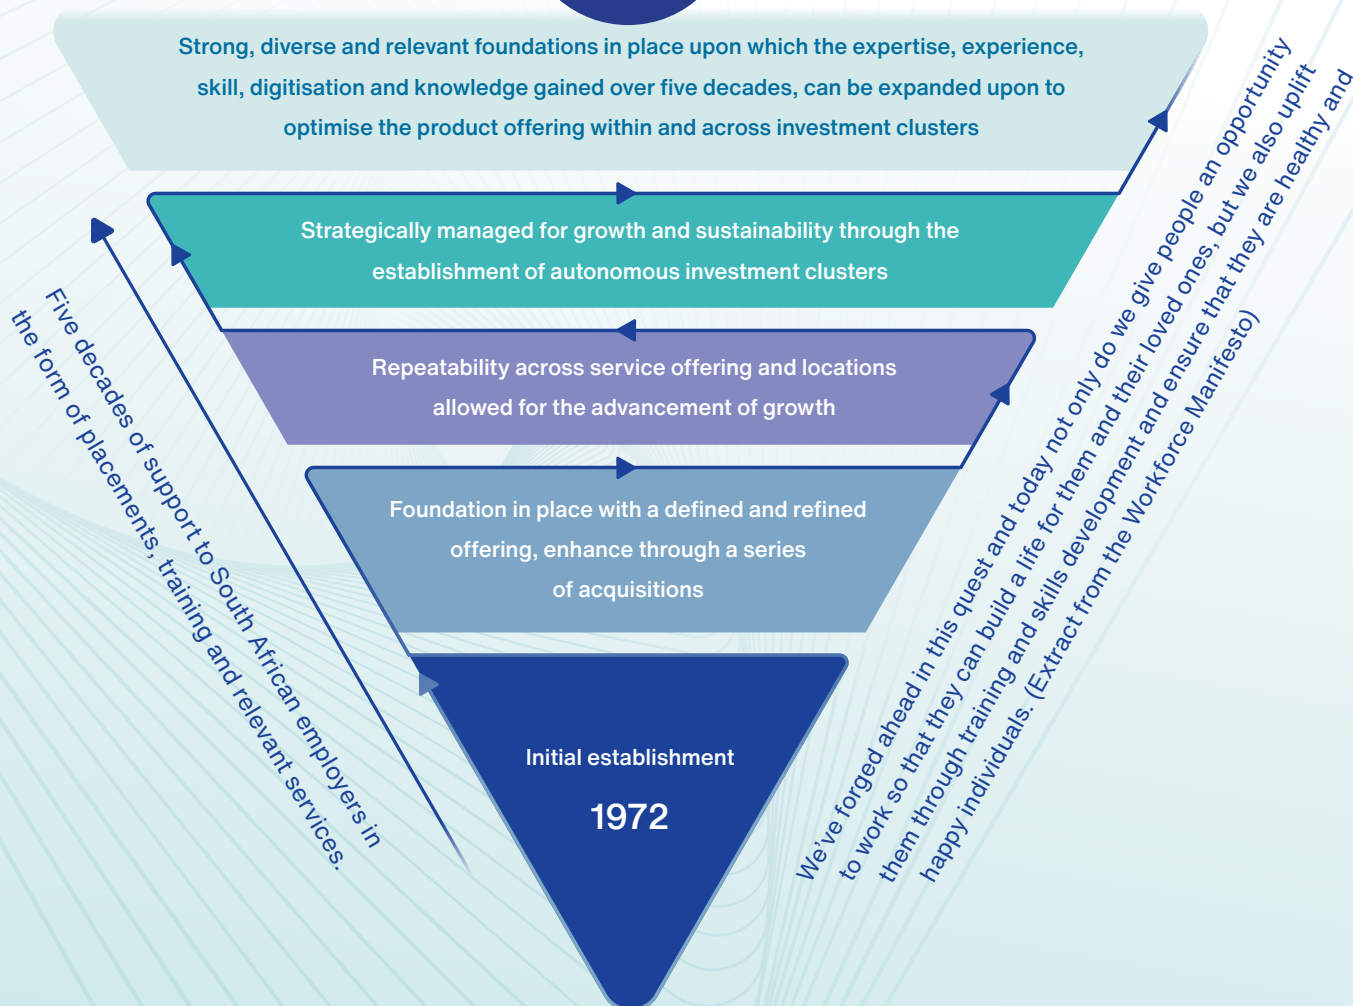 Strong, diverse and relevant foundations in place upon which the expertise, experience,
skill, digitisation and knowledge gained over five decades, can be expanded upon to
optimise the product offering within and across investment clusters
Strategically managed for growth and sustainability through the
establishment of autonomous investment clusters
Repeatability across service offering and locations
allowed for the advancement of growth
Foundation in place with a defined and refined
offering, enhance through a series
of acquisitions
Initial establishment
1972
Five decades of support to South African employers in
the form of placements, training and relevant services.
We've forged ahead in this quest and today not only do we give people an opportunity
to work so that they can build a life for them and their loved ones, but we also uplift
them through training and skills development and ensure that they are healthy and
happy individuals. (Extract from the Workforce Manifesto)